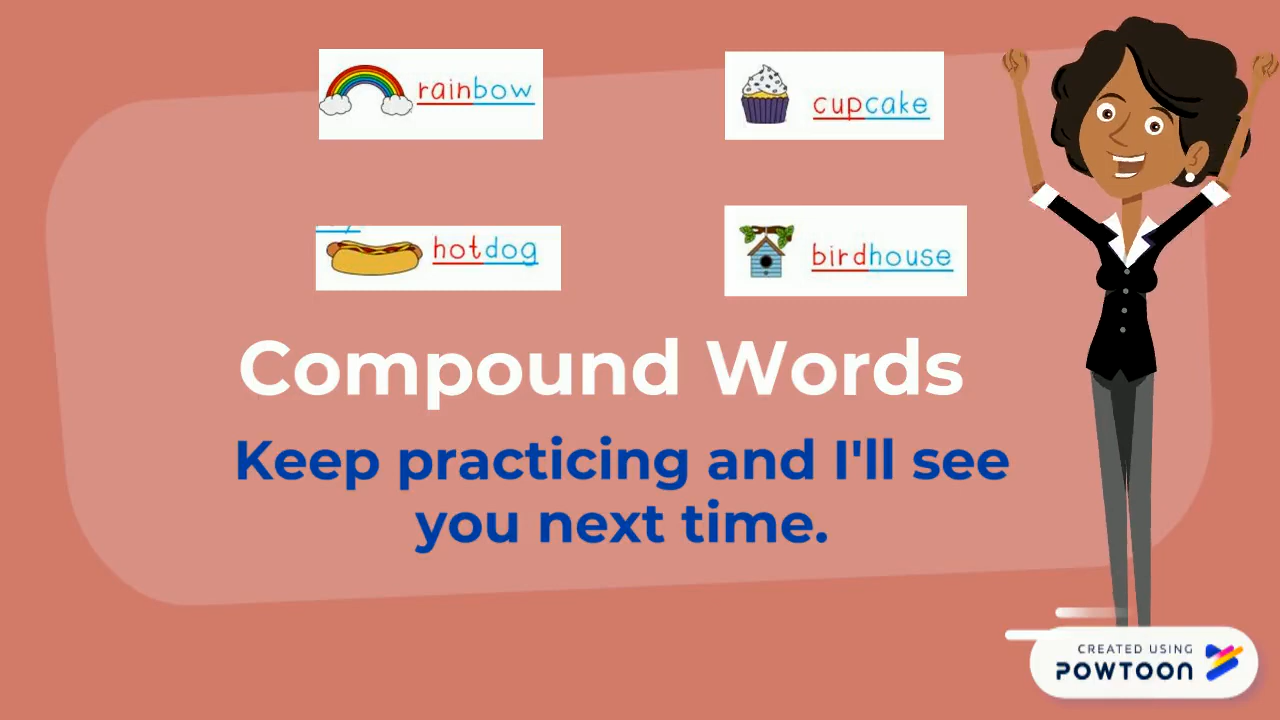 rainbow
cupcake
hotdog
birdhouse
Compound Words
Keep practicing and I'll see
you next time.
CREATED USING
POWTOON